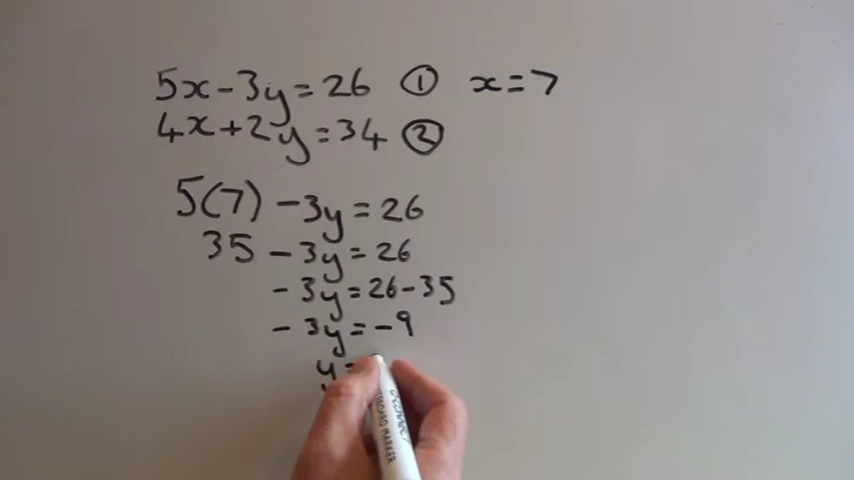 5x-3y=26 ① x=7
4x+2y=34 ②
5(7) -3y=26
35 -3y=26
-3y=26-35
-3y=-9
y=